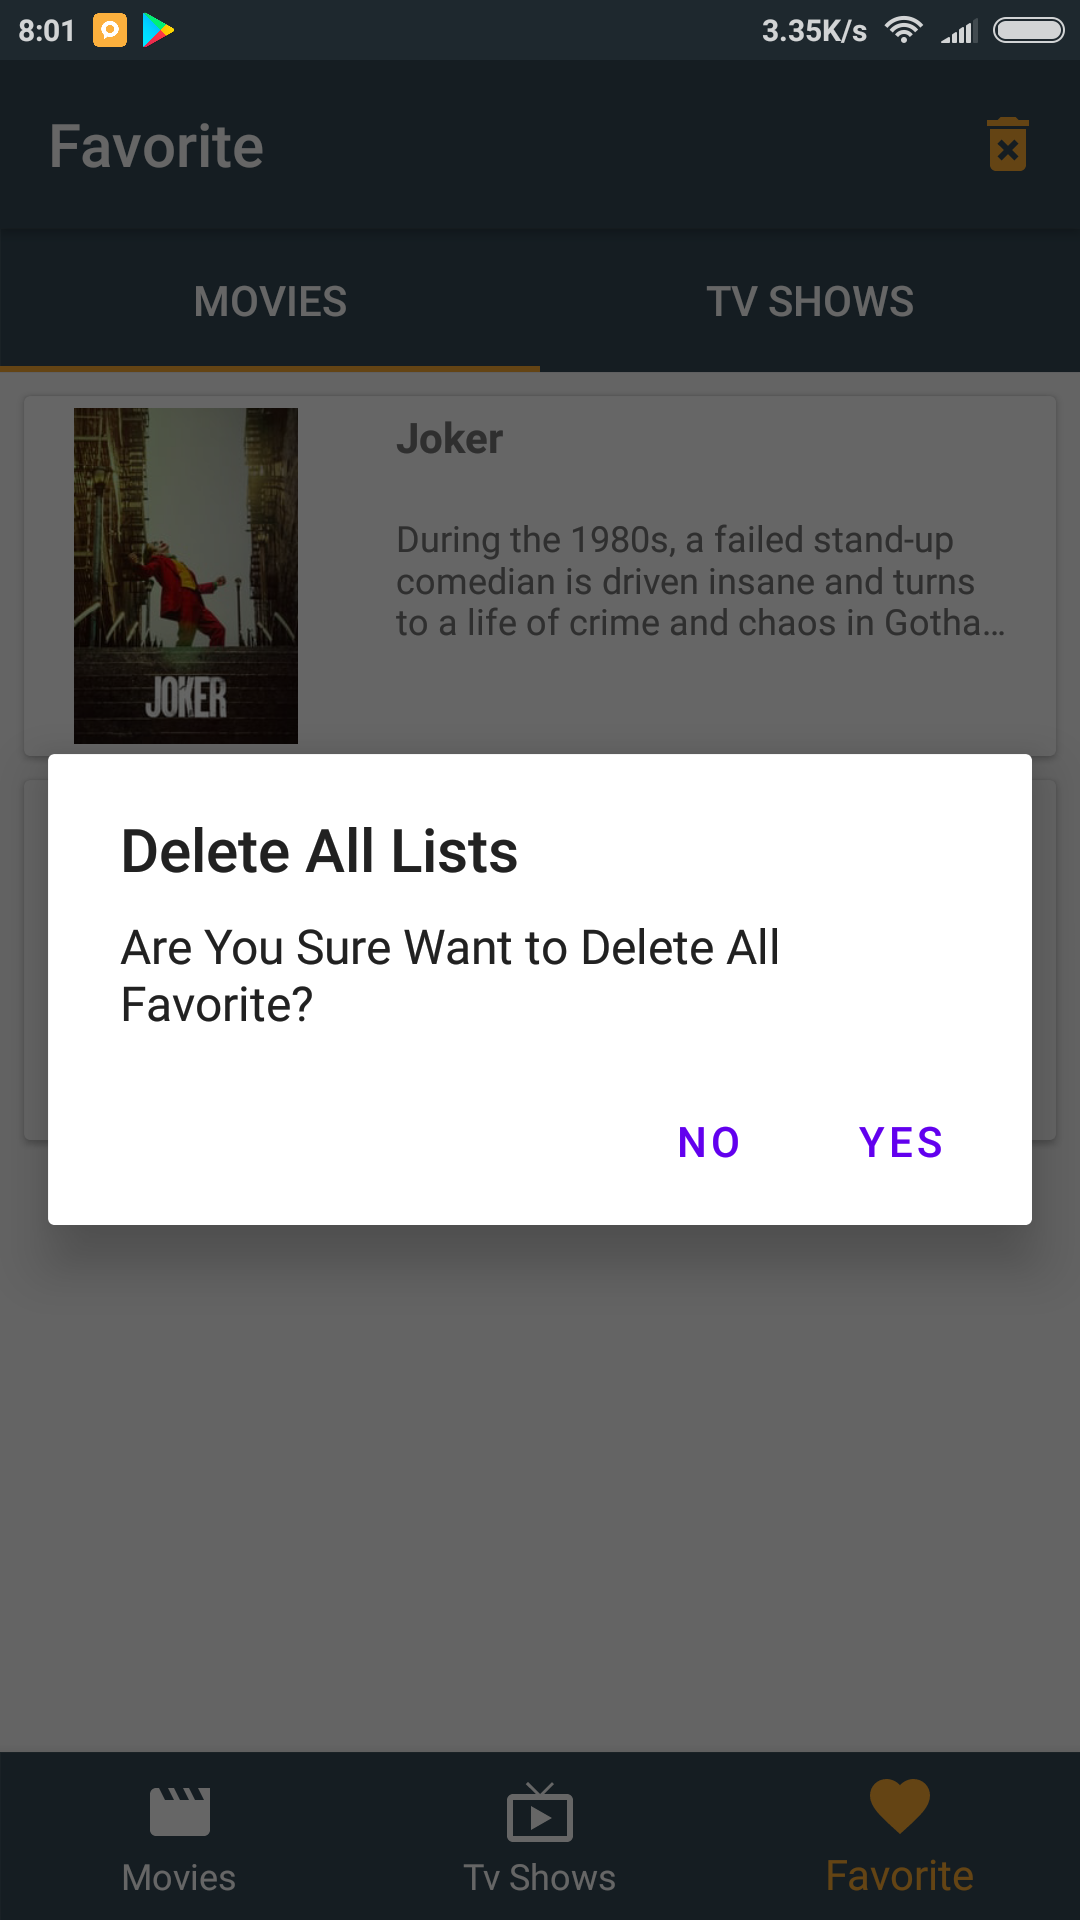 8:01
3.35K/s
Favorite
MOVIES
TV SHOWS
Joker
During the 1980s, a failed stand-up
comedian is driven insane and turns
to a life of crime and chaos in Gotha...
JOKER
Delete All Lists
Are You Sure Want to Delete All
Favorite?
NO
YES
Movies
Tv Shows
Favorite